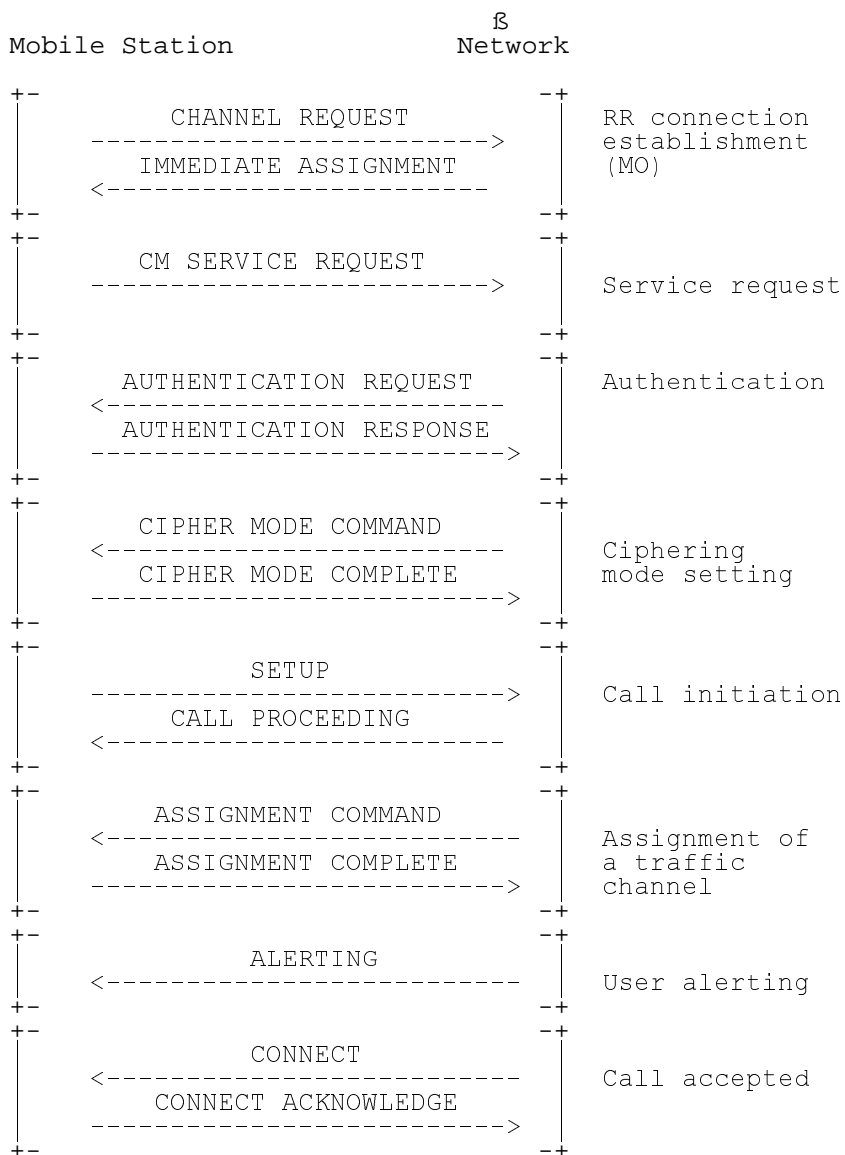 ß
Mobile Station Network
CHANNEL REQUEST RR connection
establishment
IMMEDIATE ASSIGNMENT (MO)
CM SERVICE REQUEST
Service request
AUTHENTICATION REQUEST Authentication
AUTHENTICATION RESPONSE
CIPHER MODE COMMAND
Ciphering
CIPHER MODE COMPLETE mode setting
SETUP
Call initiation
CALL PROCEEDING
ASSIGNMENT COMMAND
Assignment of
ASSIGNMENT COMPLETE a traffic
channel
ALERTING
User alerting
CONNECT
Call accepted
CONNECT ACKNOWLEDGE